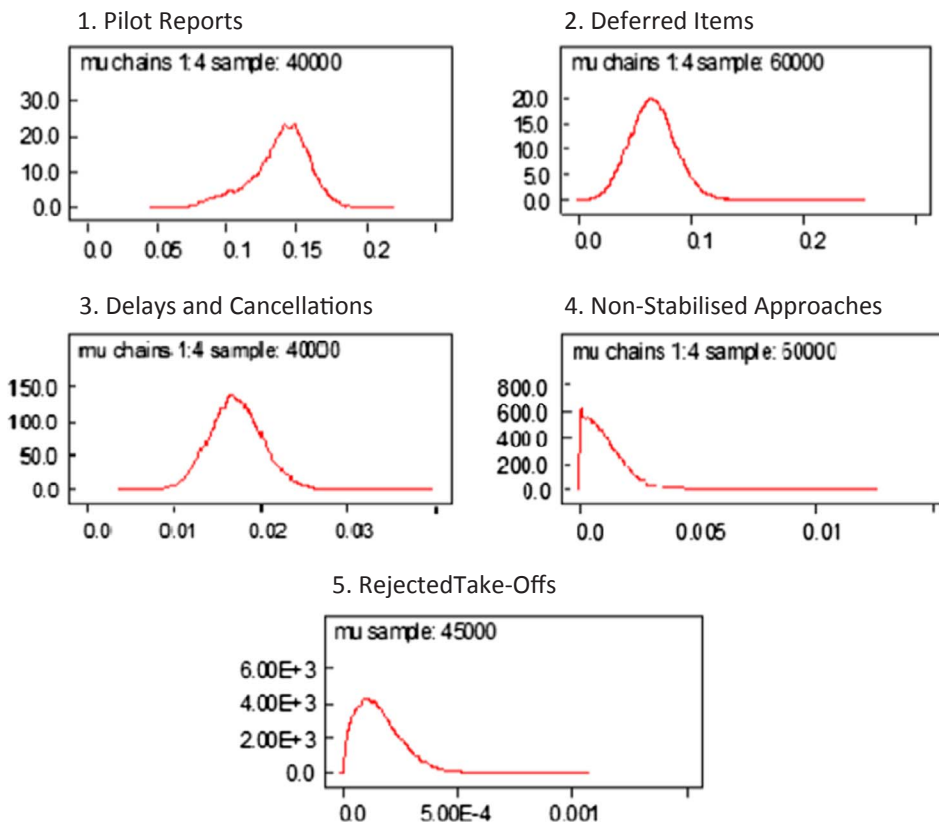 1. Pilot Reports
mu chains 1:4 sample: 40000
30.0
20.0
10.0
0.0
0.0 0.05 0.1 0.15 0.2
2. Deferred Items
mu chains 1:4 sample: 60000
20.0
15.0
10.0
5.0
0.0
0.0 0.1 0.2
3. Delays and Cancellations
mu chains 1:4 sample: 40000
150.0
100.0
50.0
0.0
0.0 0.01 0.02 0.03
4. Non-Stabilised Approaches
mu chains 1:4 sample:
800.0
600.0
400.0
200.0
0.0
0.0 0.005 0.01
5. RejectedTake-Offs
mu sample: 45000
6.00E+3
4.00E+3
2.00E+3
0.0
0.0 5.00E-4 0.001